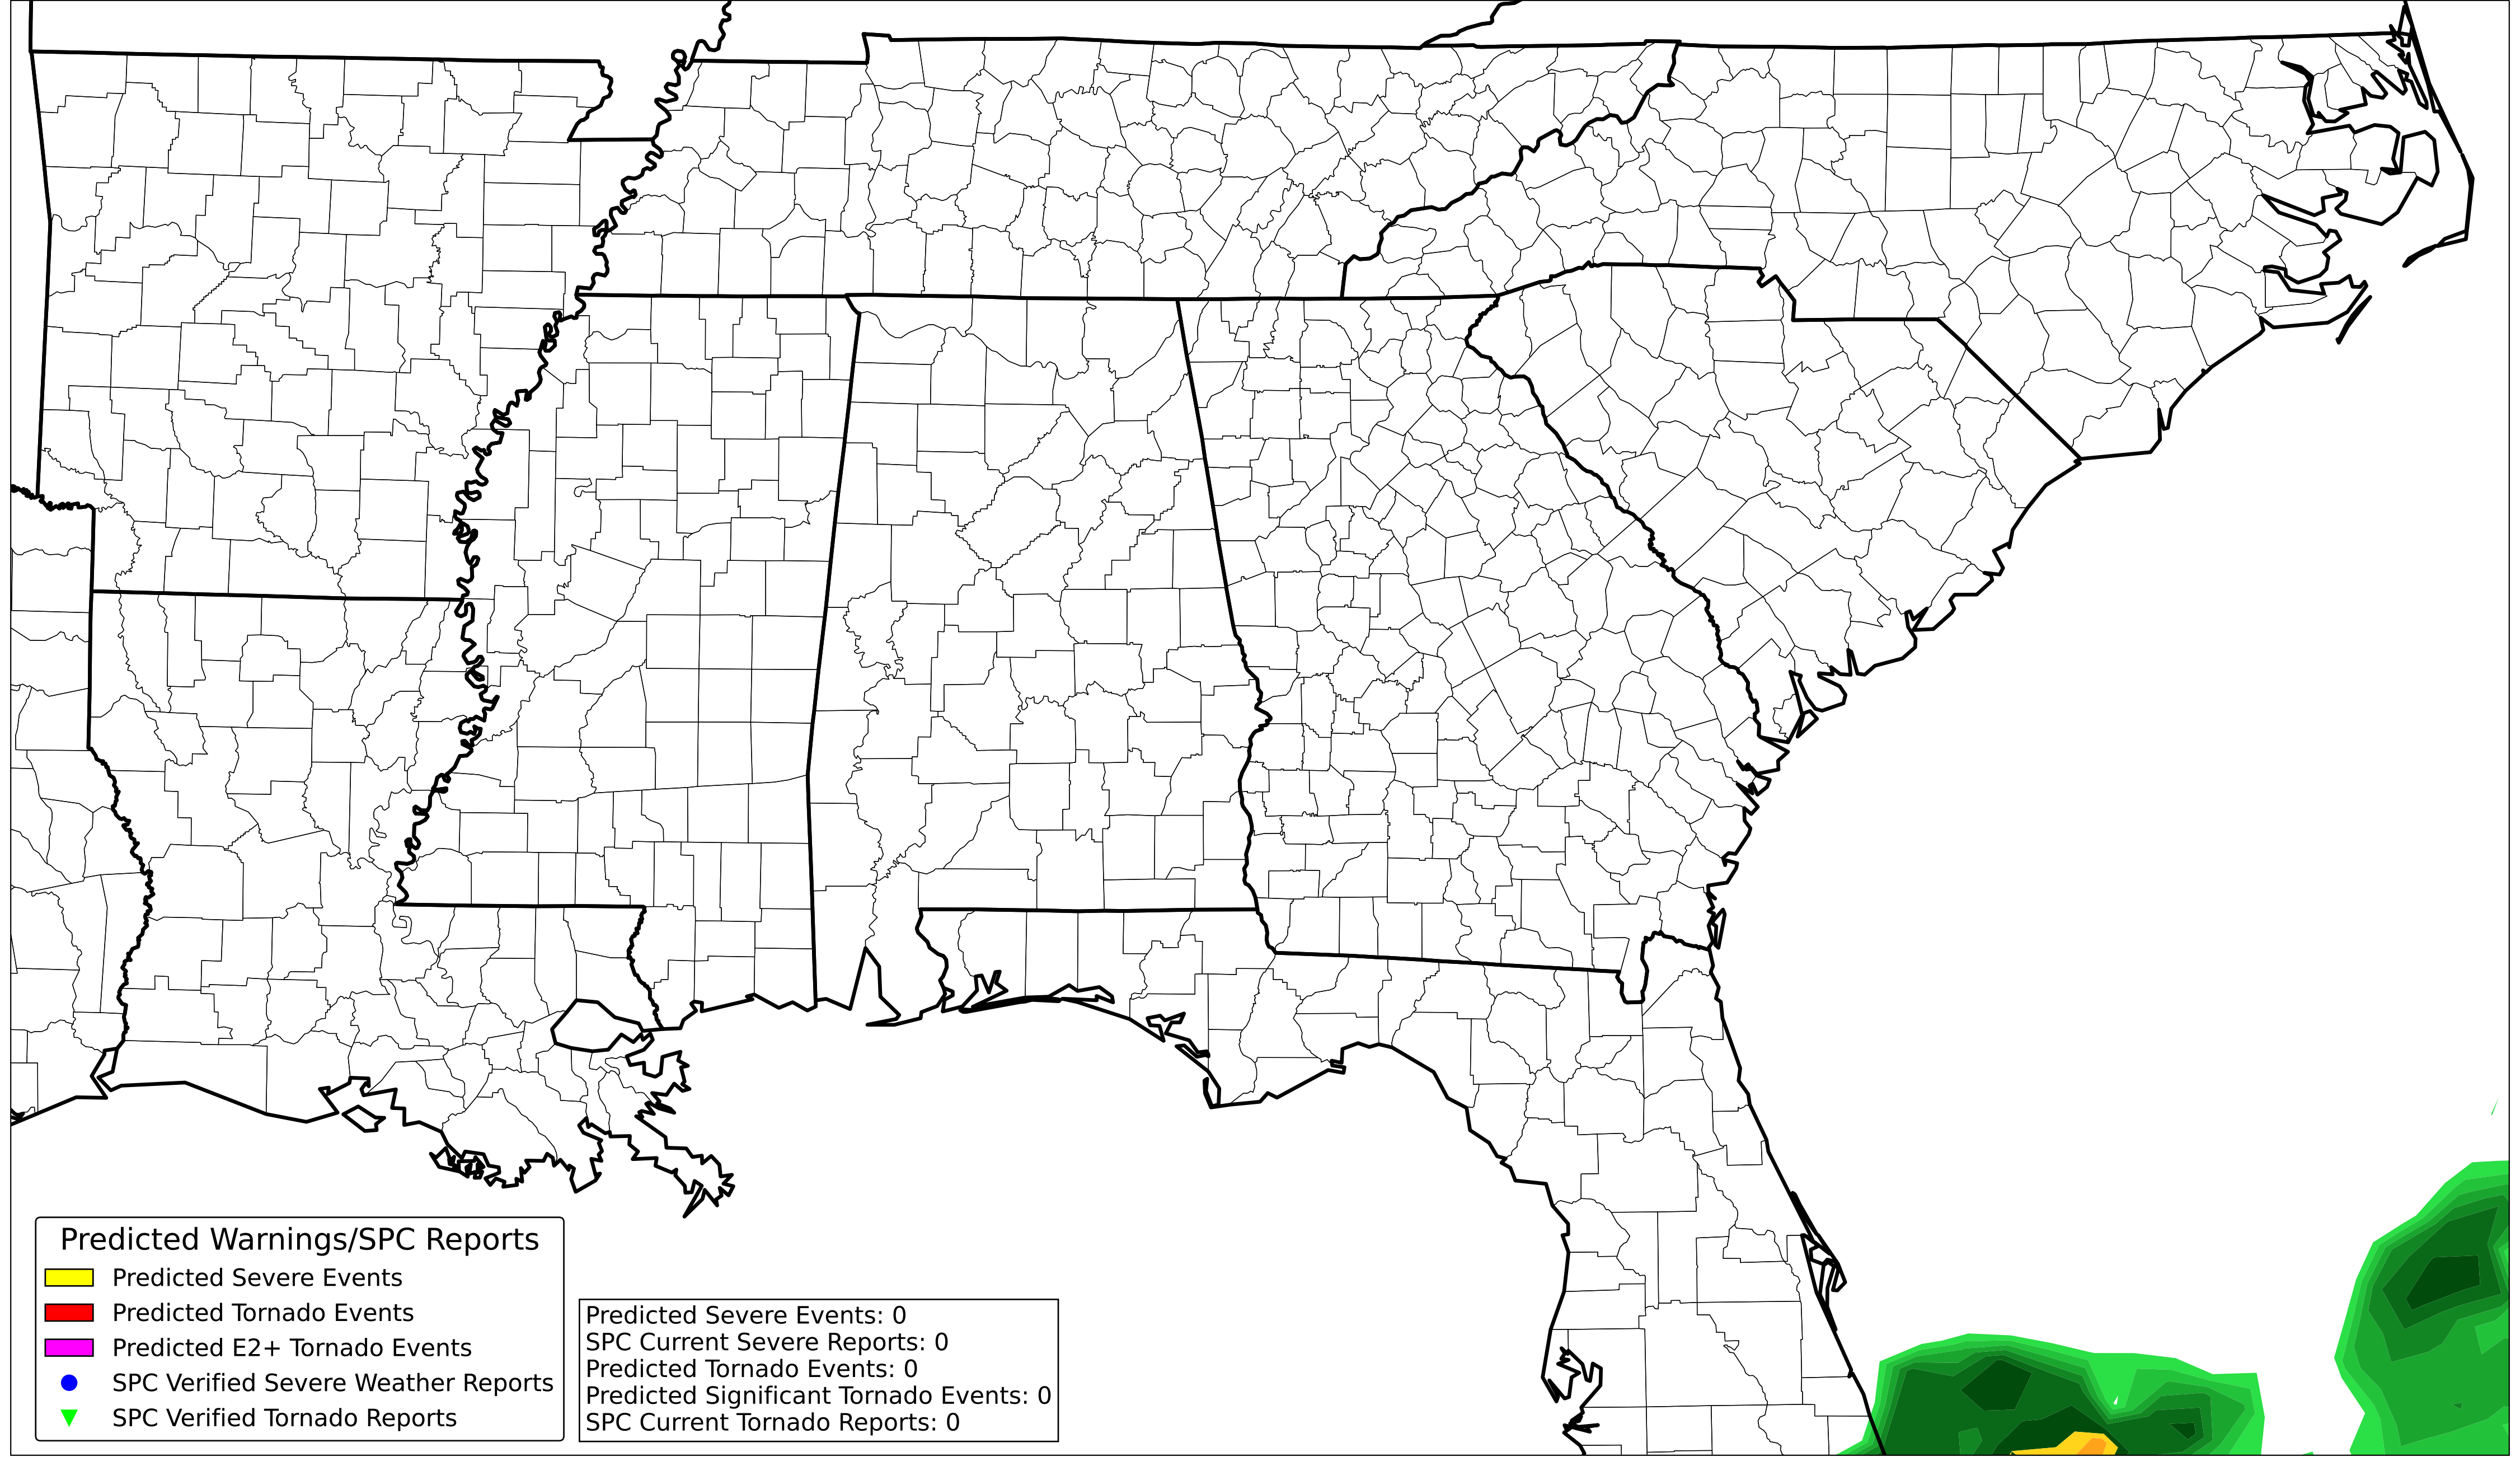 Predicted Warnings/SPC Reports
Predicted Severe Events
Predicted Tornado Events
Predicted E2+ Tornado Events
SPC Verified Severe Weather Reports
SPC Verified Tornado Reports
Predicted Severe Events: 0
SPC Current Severe Reports: 0
Predicted Tornado Events: 0
Predicted Significant Tornado Events: 0
SPC Current Tornado Reports: 0